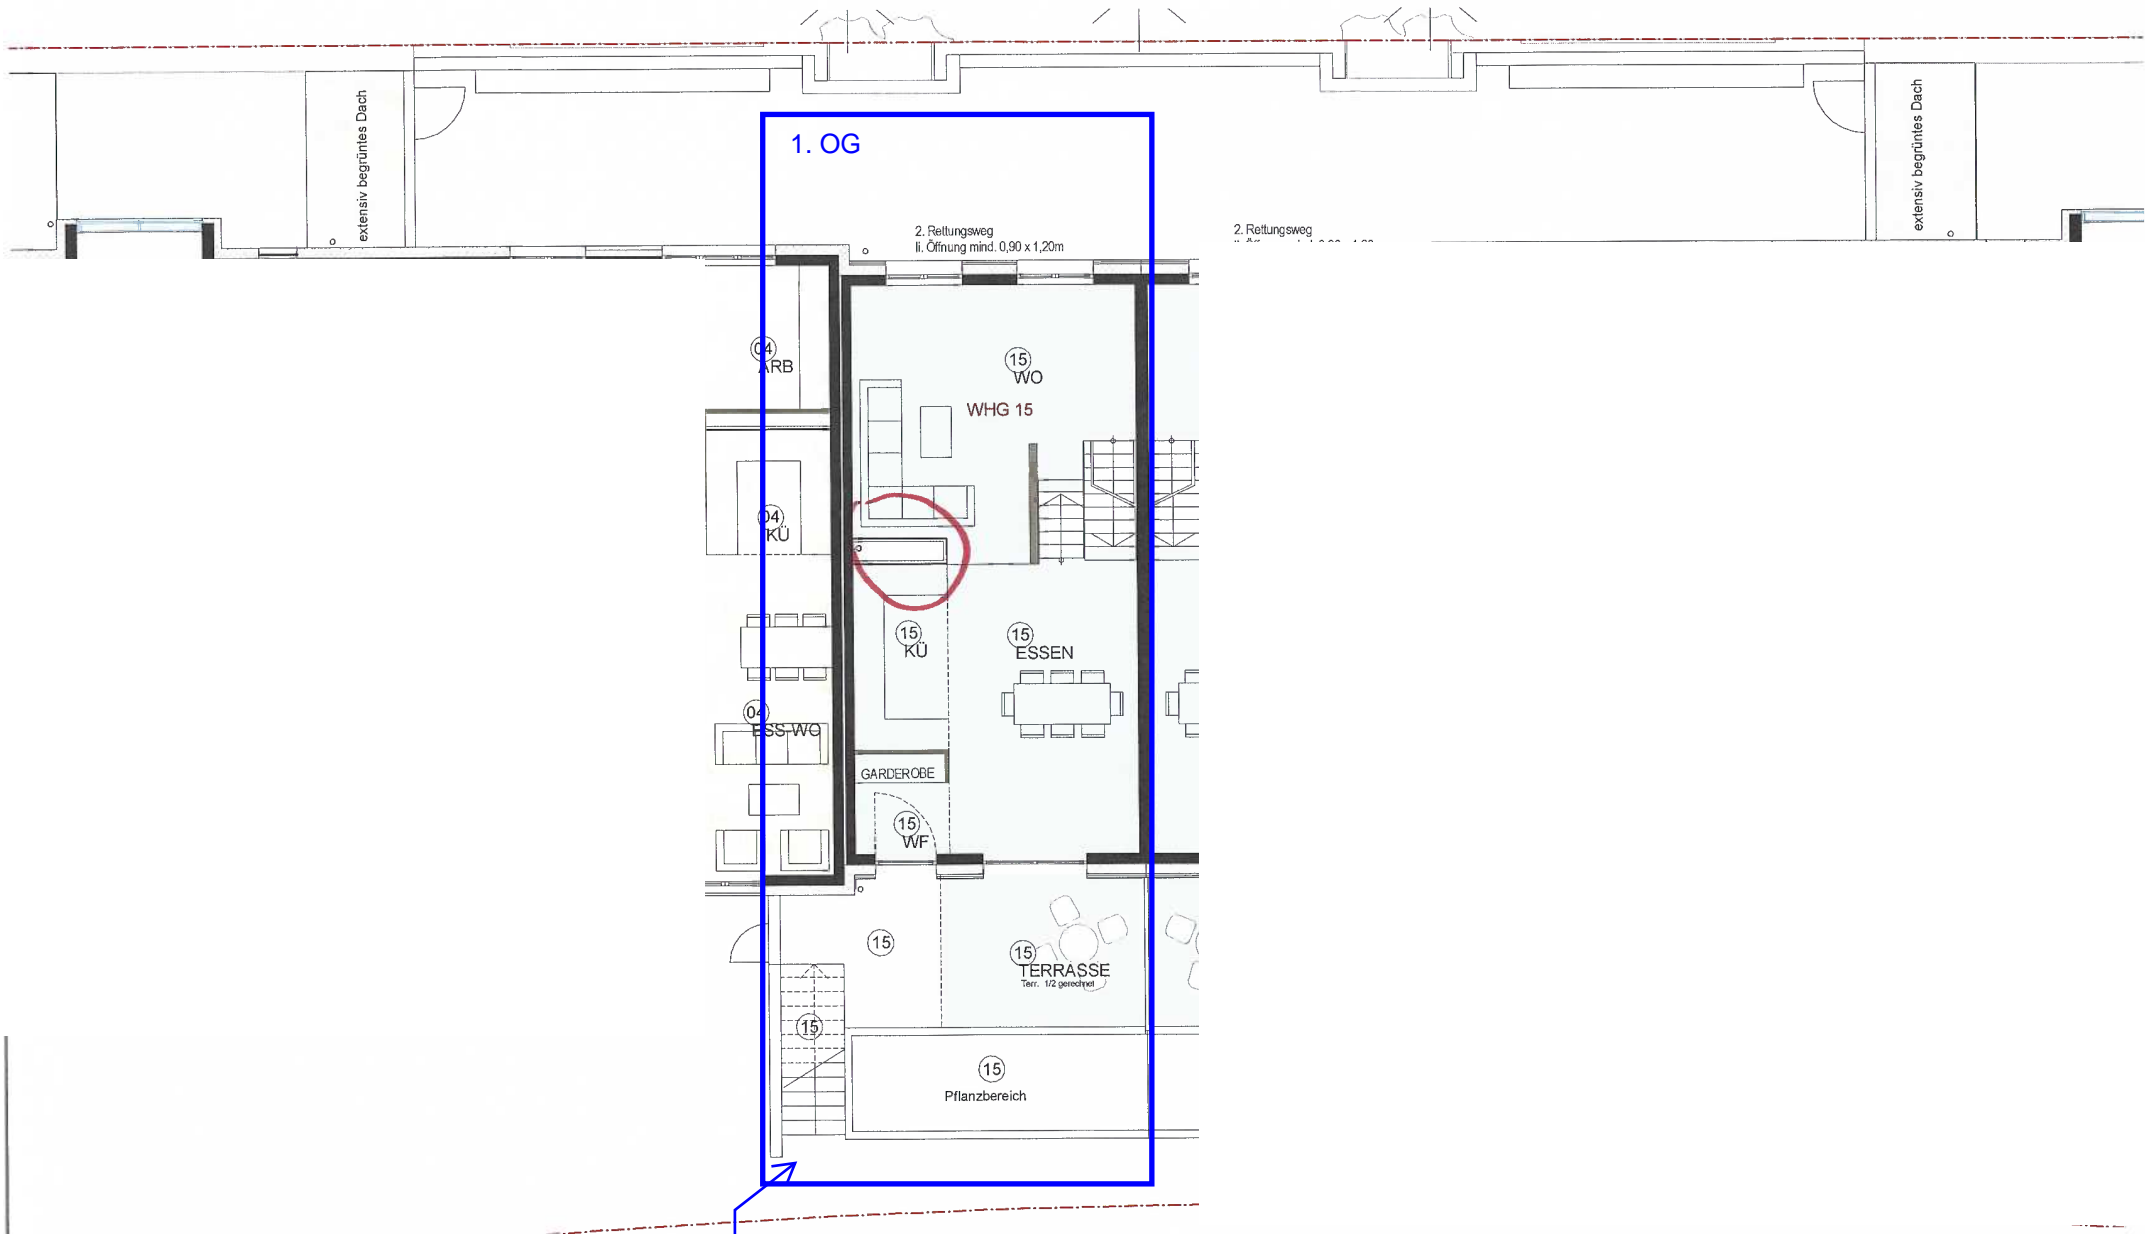 extensiv begrüntes Dach
extensiv begrüntes Dach
1. OG
2. Rettungsweg
li. Öffnung mind. 0,90 x 1,20m
2. Rettungsweg
04
ARB
15
WO
WHG 15
04
KÜ
15
KÜ
15
ESSEN
04
ESS-WO
GARDEROBE
15
WF
15
15
TERRASSE
Terr. 1/2 gerechnet
15
15
Pflanzbereich